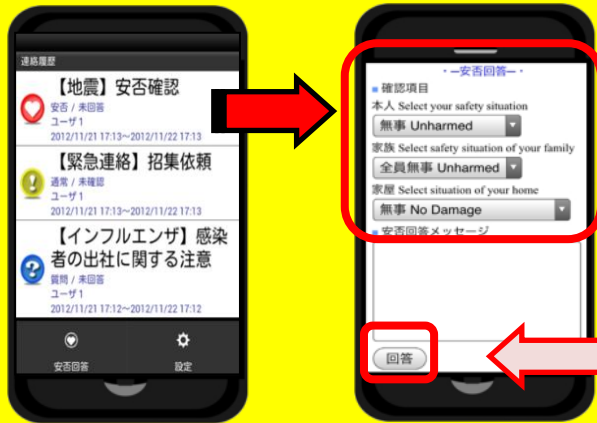 連絡履歴
【地震】安否確認
安否 / 未回答
ユーザ1
2012/11/21 17:13～2012/11/22 17:13
【緊急連絡】招集依頼
通常 / 未確認
ユーザ1
2012/11/21 17:13～2012/11/22 17:13
【インフルエンザ】感染
者の出社に関する注意
質問 / 未回答
ユーザ1
2012/11/21 17:12～2012/11/22 17:12
安否回答
設定
・ー安否回答ー・
■ 確認項目
本人 Select your safety situation
無事 Unharmed
家族 Select safety situation of your family
全員無事 Unharmed
家屋 Select situation of your home
無事 No Damage
■ 安否回答メッセージ
回答